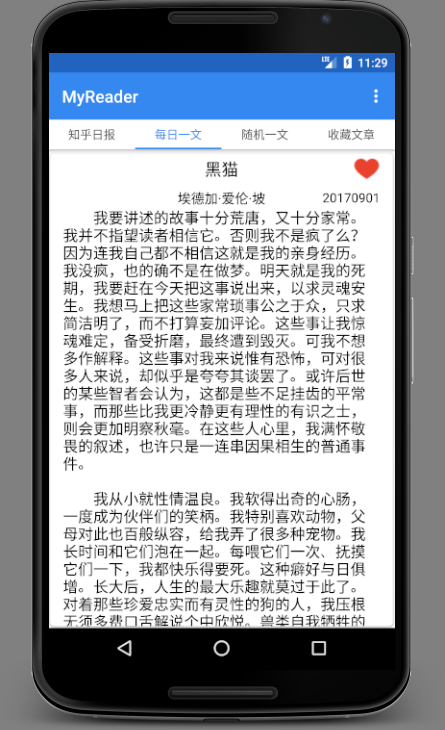 LTE 11:29
MyReader
知乎日报 每日一文 随机一文 收藏文章
黑猫
埃德加·爱伦·坡 20170901
我要讲述的故事十分荒唐，又十分家常。
我并不指望读者相信它。否则我不是疯了么？
因为连我自己都不相信这就是我的亲身经历。
我没疯，也的确不是在做梦。明天就是我的死
期，我要赶在今天把这事说出来，以求灵魂安
生。我想马上把这些家常琐事公之于众，只求
简洁明了，而不打算妄加评论。这些事让我惊
魂难定，备受折磨，最终遭到毁灭。可我不想
多作解释。这些事对我来说惟有恐怖，可对很
多人来说，却似乎是夸夸其谈罢了。或许后世
的某些智者会认为，这都是些不足挂齿的平常
事，而那些比我更冷静更有理性的有识之士，
则会更加明察秋毫。在这些人心里，我满怀敬
畏的叙述，也许只是一连串因果相生的普通事
件。
我从小就性情温良。我软得出奇的心肠，
一度成为伙伴们的笑柄。我特别喜欢动物，父
母对此也百般纵容，给我弄了很多种宠物。我
长时间和它们泡在一起。每喂它们一次、抚摸
它们一下，我都快乐得要死。这种癖好与日俱
增。长大后，人生的最大乐趣就莫过于此了。
对着那些珍爱忠实而有灵性的狗的人，我压根
无须多费口舌解说个中欣悦。兽类自我牺牲的